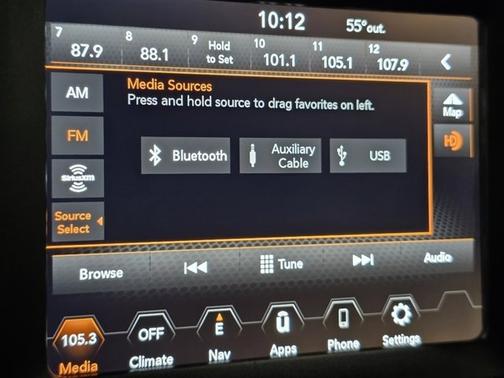 10:12 55° out.
7 8 9 10 11 12
87.9 88.1 Hold to Set 101.1 105.1 107.9
AM
FM
SiriusXM
Source Select
Media Sources
Press and hold source to drag favorites on left.
Bluetooth Auxiliary Cable USB
Map
HD
Browse Tune Audio
105.3 OFF E
Media Climate Nav Apps Phone Settings